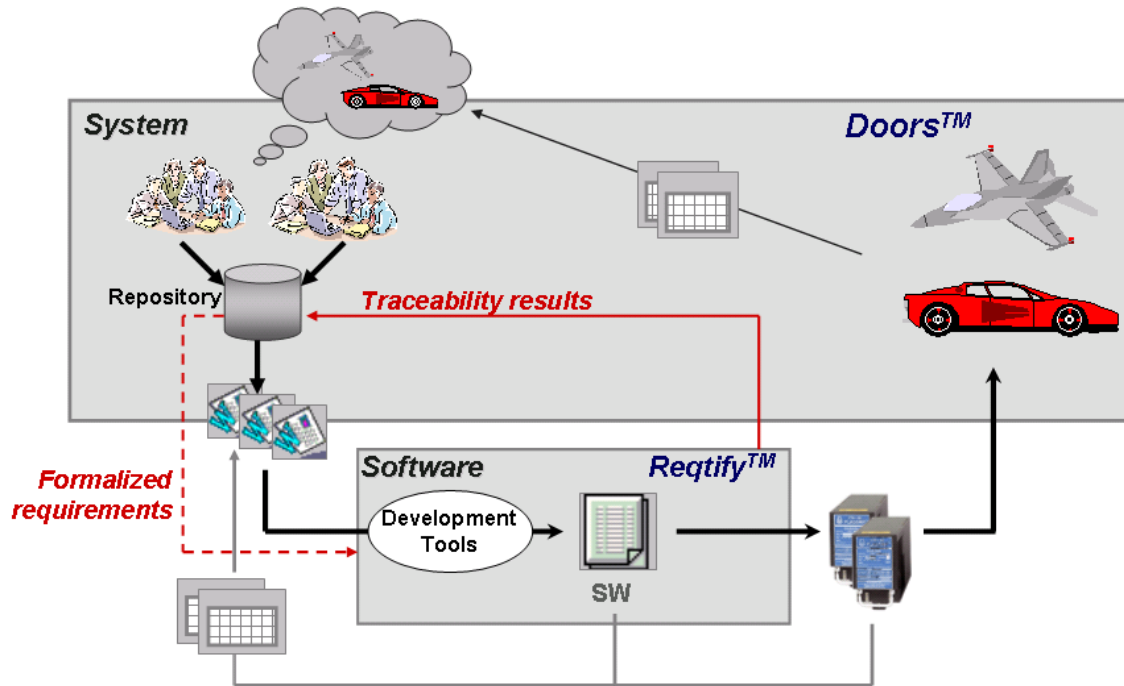 System
Doors™
Repository
Traceability results
Formalized
requirements
Software
Reqtify™
Development
Tools
SW